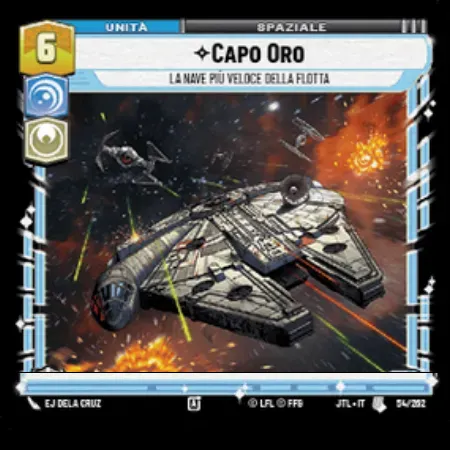 UNITÀ
SPAZIALE
6
CAPO ORO
LA NAVE PIÙ VELOCE DELLA FLOTTA
EJ DELA CRUZ
A
© LFL Ⓟ FFG
JTL • IT
54/262